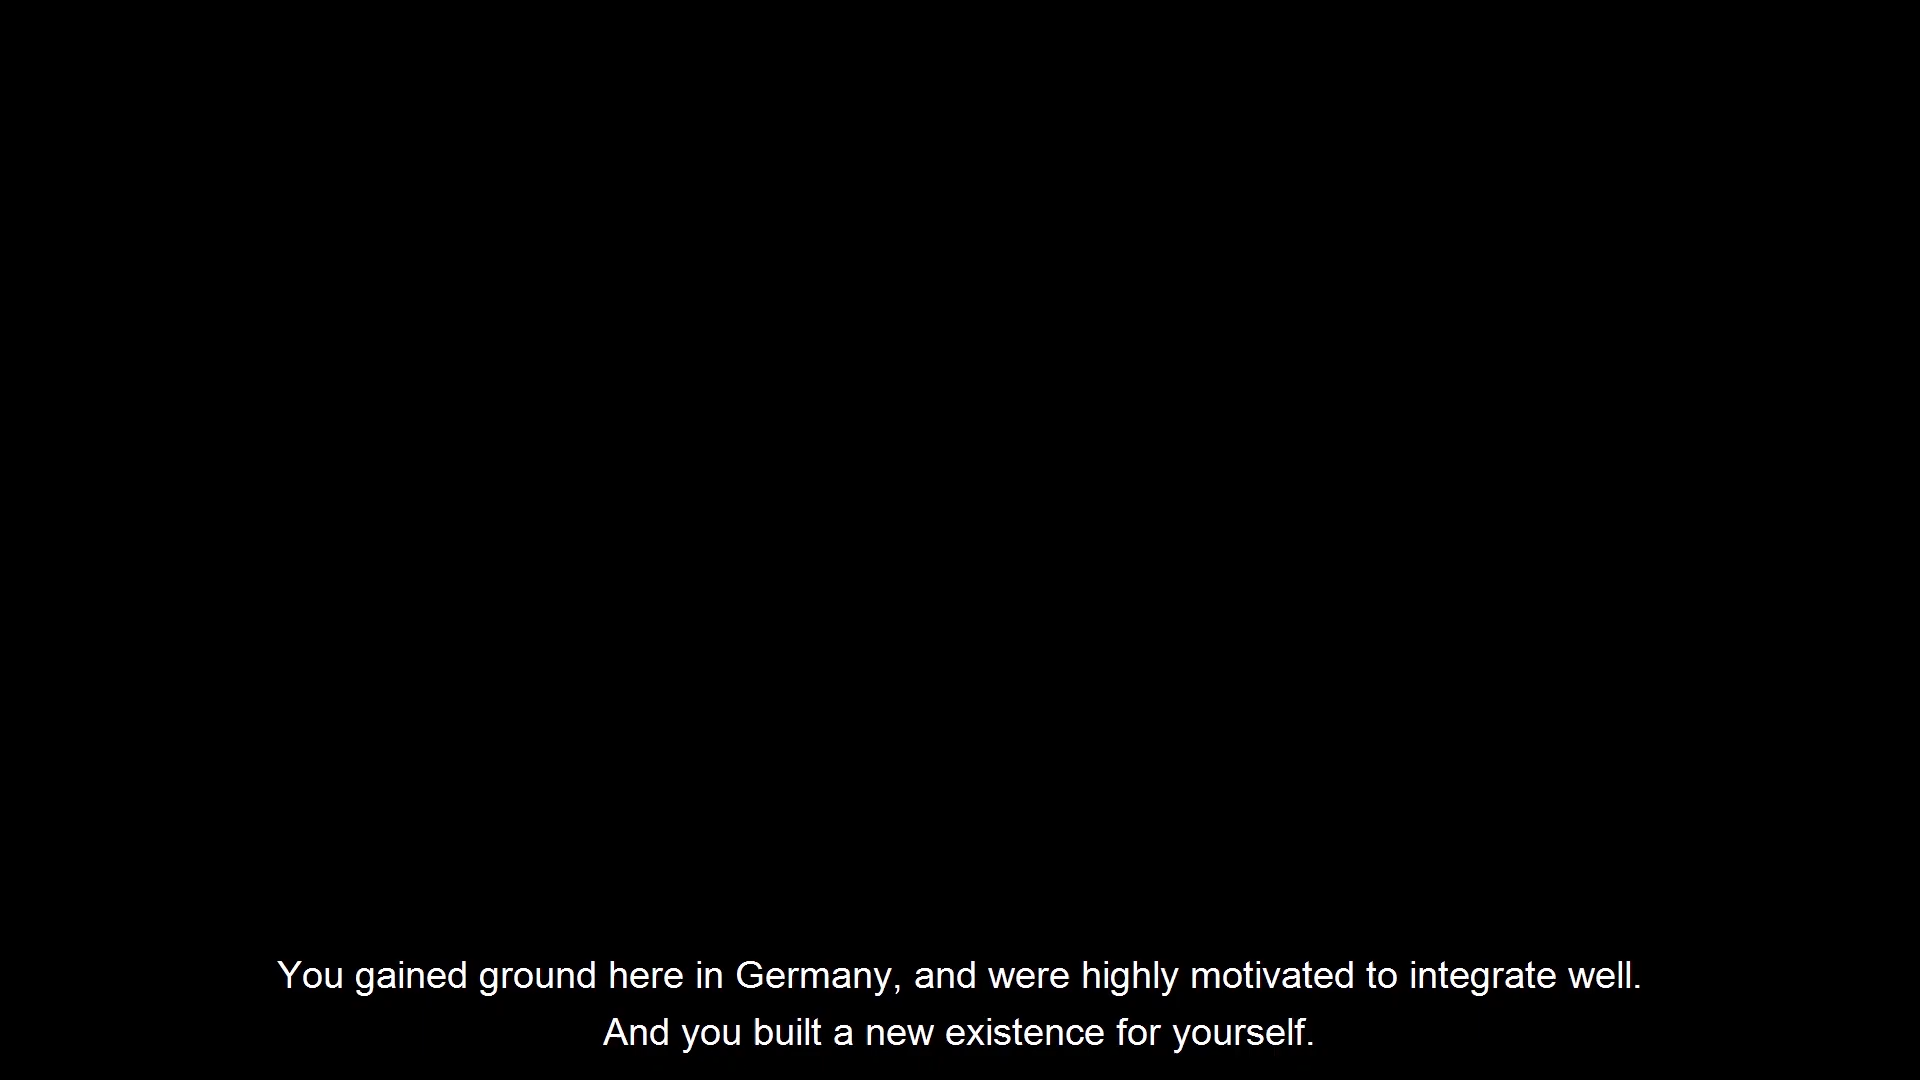 You gained ground here in Germany, and were highly motivated to integrate well.
And you built a new existence for yourself.